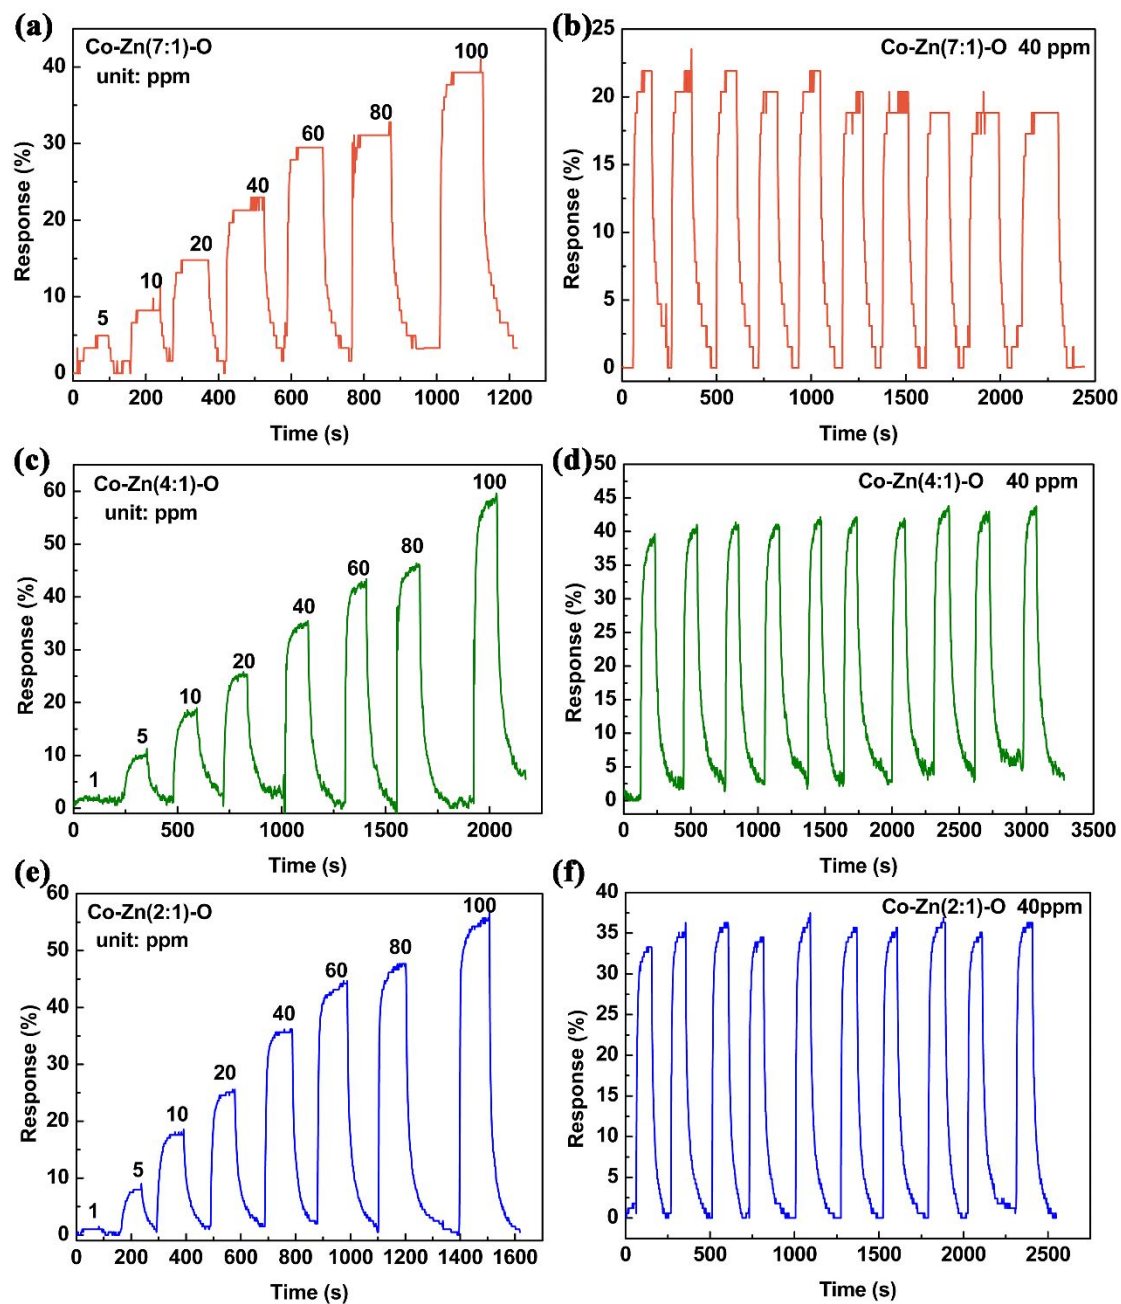 (a)
Co-Zn(7:1)-O
unit: ppm
5
10
20
40
60
80
100
45
40
30
20
10
0
Response (%)
0 200 400 600 800 1000 1200
Time (s)
(b)
Co-Zn(7:1)-O 40 ppm
25
20
15
10
5
0
Response (%)
0 500 1000 1500 2000 2500
Time (s)
(c)
Co-Zn(4:1)-O
unit: ppm
1
5
10
20
40
60
80
100
60
50
40
30
20
10
0
Response (%)
0 500 1000 1500 2000
Time (s)
(d)
Co-Zn(4:1)-O 40 ppm
50
45
40
35
30
25
20
15
10
5
0
Response (%)
0 500 1000 1500 2000 2500 3000 3500
Time (s)
(e)
Co-Zn(2:1)-O
unit: ppm
1
5
10
20
40
60
80
100
60
50
40
30
20
10
0
Response (%)
0 200 400 600 800 1000 1200 1400 1600
Time (s)
(f)
Co-Zn(2:1)-O 40ppm
40
35
30
25
20
15
10
5
0
Response (%)
0 500 1000 1500 2000 2500
Time (s)